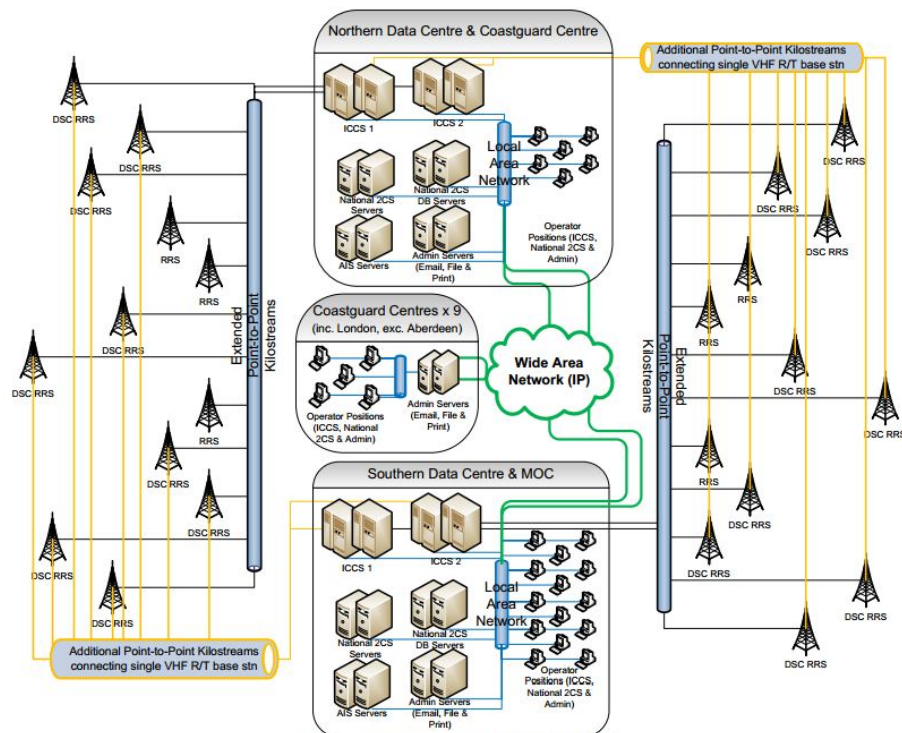 Northern Data Centre & Coastguard Centre
ICCS 1
ICCS 2
Local
Area
Network
National 2CS
Servers
National 2CS
DB Servers
AIS Servers
Admin Servers
(Email, File &
Print)
Operator
Positions (ICCS,
National 2CS
& Admin)
Additional Point-to-Point Kilostreams
connecting single VHF R/T base stn
DSC RRS
DSC RRS
DSC RRS
RRS
RRS
DSC RRS
DSC RRS
RRS
DSC RRS
DSC RRS
DSC RRS
DSC RRS
Extended
Point-to-Point
Kilostreams
Coastguard Centres x 9
(inc. London, exc. Aberdeen)
Operator Positions
(ICCS, National
2CS & Admin)
Admin Servers
(Email, File &
Print)
Wide Area
Network (IP)
Extended
Point-to-Point
Kilostreams
DSC RRS
DSC RRS
DSC RRS
RRS
RRS
DSC RRS
DSC RRS
RRS
DSC RRS
DSC RRS
DSC RRS
DSC RRS
Southern Data Centre & MOC
ICCS 1
ICCS 2
Local
Area
Network
National 2CS
Servers
National 2CS
DB Servers
AIS Servers
Admin Servers
(Email, File &
Print)
Operator
Positions (ICCS,
National 2CS &
Admin)
Additional Point-to-Point Kilostreams
connecting single VHF R/T base stn